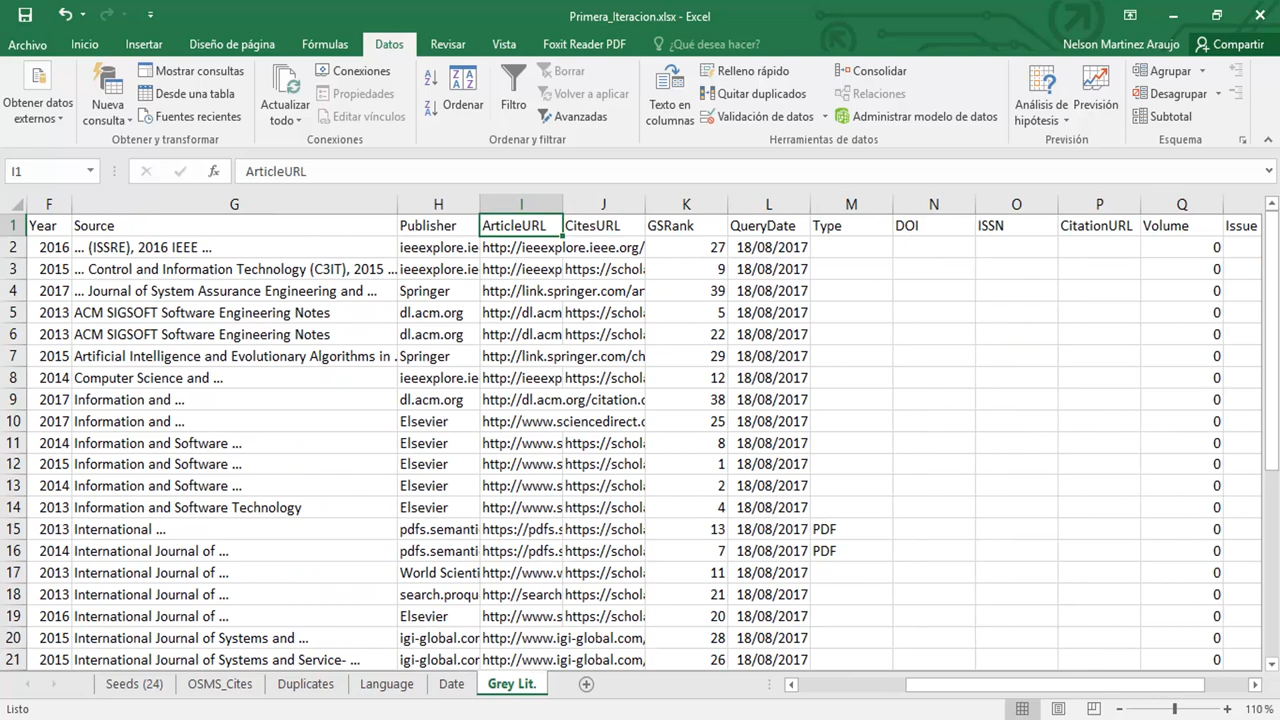 Primera_Iteracion.xlsx - Excel
Archivo Inicio Insertar Diseño de página Fórmulas Datos Revisar Vista Foxit Reader PDF ¿Qué desea hacer? Nelson Martinez Araujo Compartir
Obtener datos externos
Nueva consulta
Mostrar consultas
Desde una tabla
Fuentes recientes
Obtener y transformar
Actualizar todo
Conexiones
Propiedades
Editar vínculos
Conexiones
Ordenar
Filtro
Borrar
Volver a aplicar
Avanzadas
Ordenar y filtrar
Texto en columnas
Relleno rápido
Quitar duplicados
Validación de datos
Consolidar
Relaciones
Administrar modelo de datos
Herramientas de datos
Análisis de hipótesis
Previsión
Previsión
Agrupar
Desagrupar
Subtotal
Esquema
I1 fx ArticleURL
F G H I J K L M N O P Q R
1 Year Source Publisher ArticleURL CitesURL GSRank QueryDate Type DOI ISSN CitationURL Volume Issue
2 2016 ... (ISSRE), 2016 IEEE ... ieeexplore.ie http://ieeexplore.ieee.org/ 27 18/08/2017 0
3 2015 ... Control and Information Technology (C3IT), 2015 ... ieeexplore.ie http://ieeexp https://schola 9 18/08/2017 0
4 2017 ... Journal of System Assurance Engineering and ... Springer http://link.springer.com/ar 39 18/08/2017 0
5 2013 ACM SIGSOFT Software Engineering Notes dl.acm.org http://dl.acm https://schola 5 18/08/2017 0
6 2013 ACM SIGSOFT Software Engineering Notes dl.acm.org http://dl.acm https://schola 22 18/08/2017 0
7 2015 Artificial Intelligence and Evolutionary Algorithms in . Springer http://link.springer.com/ch 29 18/08/2017 0
8 2014 Computer Science and ... ieeexplore.ie http://ieeexp https://schola 12 18/08/2017 0
9 2017 Information and ... dl.acm.org http://dl.acm.org/citation.c 38 18/08/2017 0
10 2017 Information and ... Elsevier http://www.sciencedirect.c 25 18/08/2017 0
11 2014 Information and Software ... Elsevier http://www.s https://schola 8 18/08/2017 0
12 2015 Information and Software ... Elsevier http://www.s https://schola 1 18/08/2017 0
13 2014 Information and Software ... Elsevier http://www.s https://schola 2 18/08/2017 0
14 2013 Information and Software Technology Elsevier http://www.s https://schola 4 18/08/2017 0
15 2013 International ... pdfs.semanti https://pdfs.s https://schola 13 18/08/2017 PDF 0
16 2014 International Journal of ... pdfs.semanti https://pdfs.s https://schola 7 18/08/2017 PDF 0
17 2013 International Journal of ... World Scienti http://www.w https://schola 11 18/08/2017 0
18 2013 International Journal of ... search.proqu http://search https://schola 21 18/08/2017 0
19 2016 International Journal of ... Elsevier http://www.s https://schola 20 18/08/2017 0
20 2015 International Journal of Systems and ... igi-global.con http://www.igi-global.com, 28 18/08/2017 0
21 2015 International Journal of Systems and Service- ... igi-global.con http://www.igi-global.com, 26 18/08/2017 0
Seeds (24) OSMS_Cites Duplicates Language Date Grey Lit.
Listo 110 %